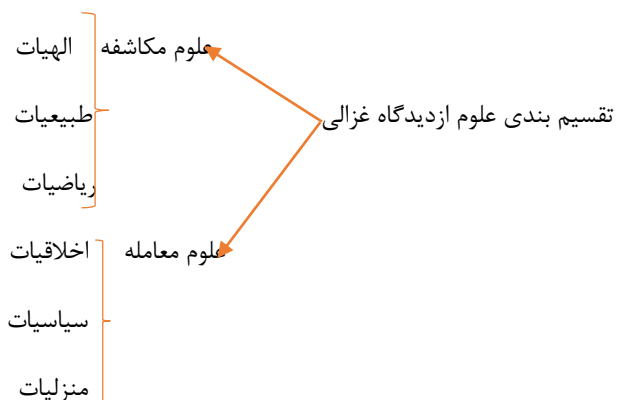 علوم مکاشفه الهیات
تقسیم بندی علوم ازدیدگاه غزالی طبیعیات
ریاضیات
علوم معامله اخلاقیات
سیاسیات
منزلیات